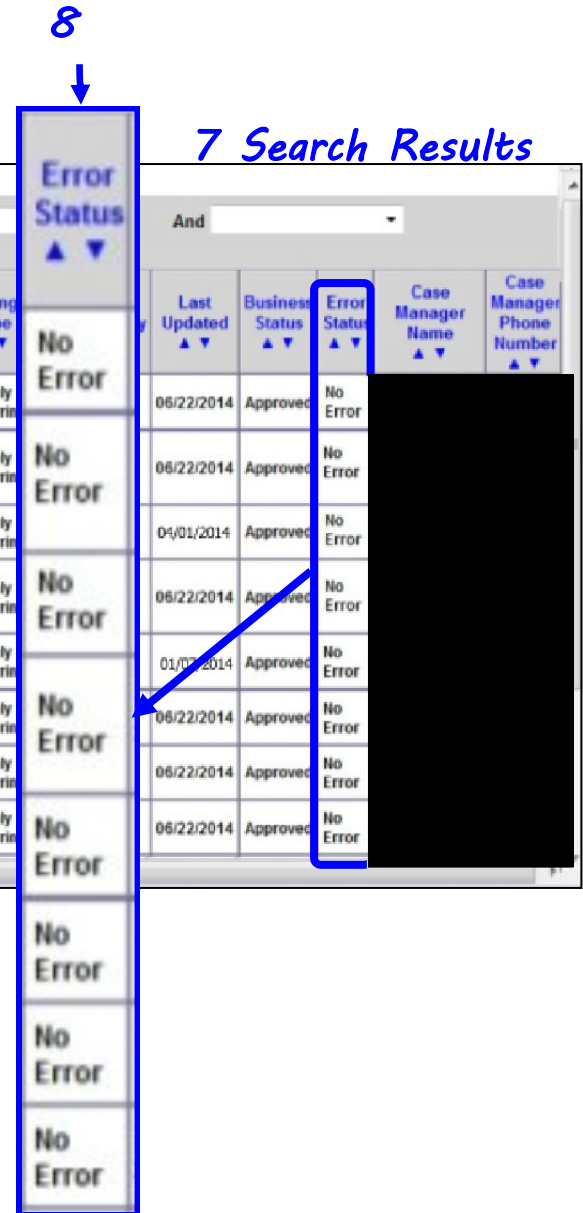 8
7 Search Results
Error
Status
▲ ▼
No
Error
No
Error
No
Error
No
Error
No
Error
No
Error
No
Error
No
Error
And
Last
Updated
▲ ▼
Business
Status
▲ ▼
Error
Status
▲ ▼
Case
Manager
Name
▲ ▼
Case
Manager
Phone
Number
▲ ▼
06/22/2014 Approved No
Error
06/22/2014 Approved No
Error
04/01/2014 Approved No
Error
06/22/2014 Approved No
Error
Approved No
Error
06/22/2014 Approved No
Error
06/22/2014 Approved No
Error
06/22/2014 Approved No
Error